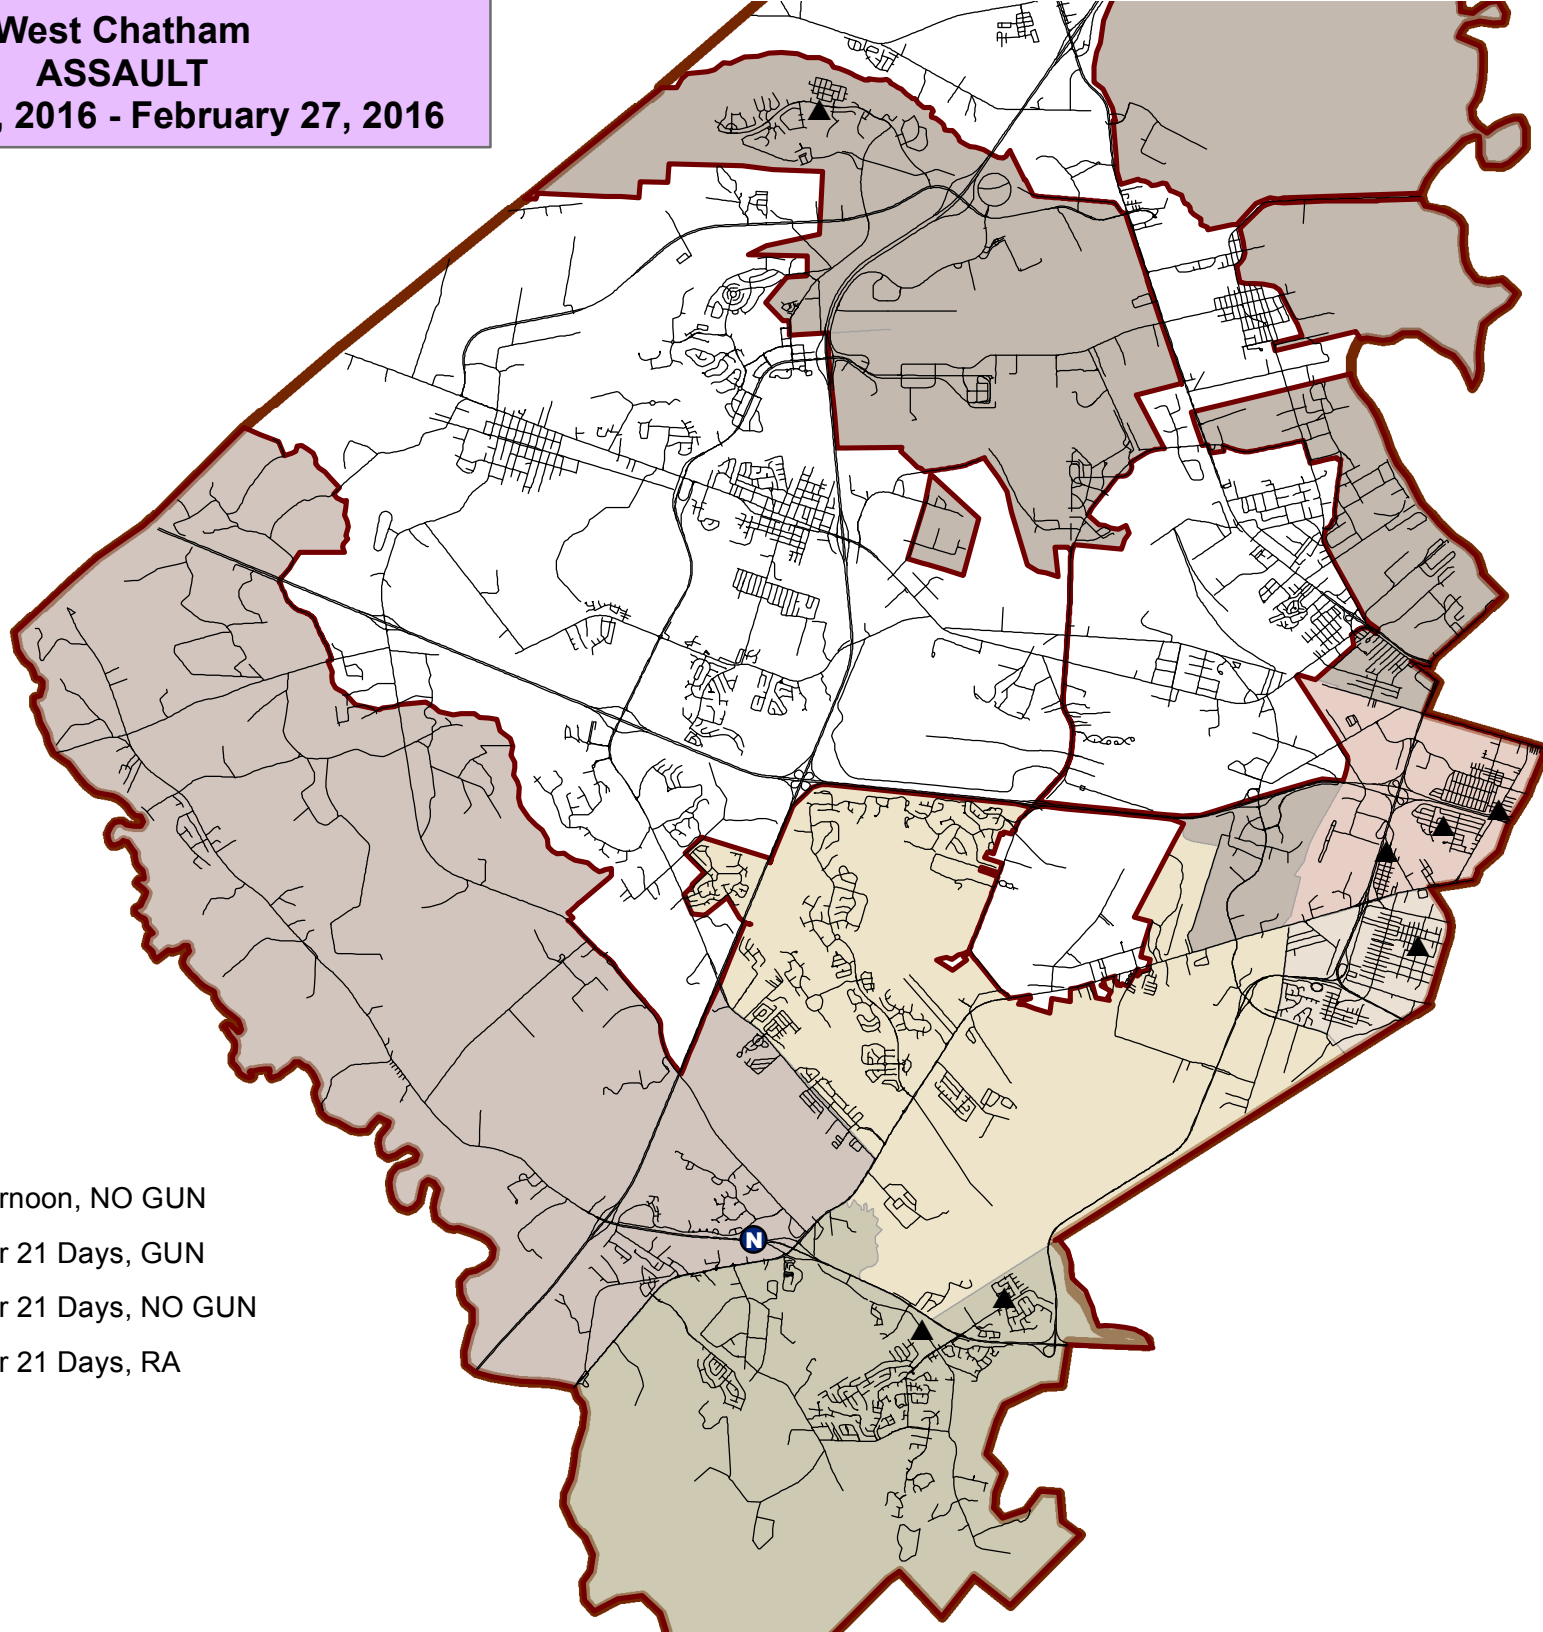 West Chatham
ASSAULT
, 2016 - February 27, 2016
N
rnoon, NO GUN
r 21 Days, GUN
r 21 Days, NO GUN
r 21 Days, RA